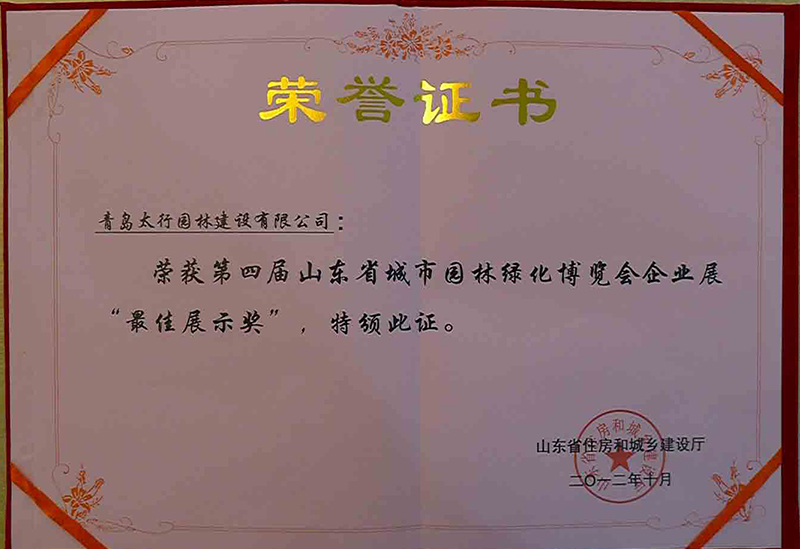 荣誉证书
青岛太行园林建设有限公司：
荣获第四届山东省城市园林绿化博览会企业展
“最佳展示奖”，特颁此证。
山东省住房和城乡建设厅
二〇一二年十月